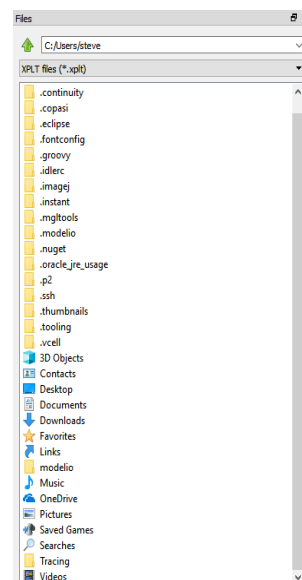 Files
C:/Users/steve
XPLT files (*.xplt)
.continuity
.copasi
.eclipse
.fontconfig
.groovy
.idlerc
.imagej
.instant
.mgltools
.modelio
.nuget
.oracle_jre_usage
.p2
.ssh
.thumbnails
.tooling
.vcell
3D Objects
Contacts
Desktop
Documents
Downloads
Favorites
Links
modelio
Music
OneDrive
Pictures
Saved Games
Searches
Tracing
Videos